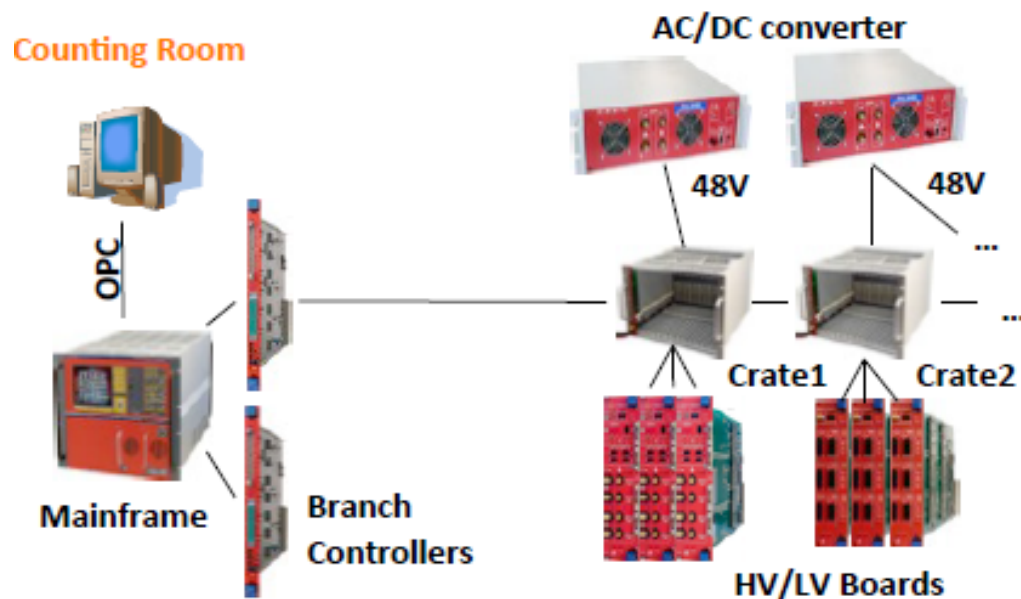 AC/DC converter
Counting Room
48V
48V
OPC
...
...
Crate1
Crate2
Mainframe
Branch
Controllers
HV/LV Boards